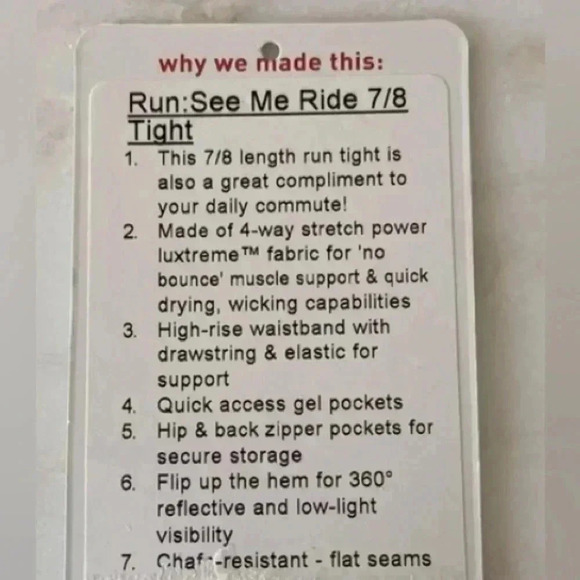 why we made this:
Run:See Me Ride 7/8
Tight
1. This 7/8 length run tight is
also a great compliment to
your daily commute!
2. Made of 4-way stretch power
luxtreme™ fabric for 'no
bounce' muscle support & quick
drying, wicking capabilities
3. High-rise waistband with
drawstring & elastic for
support
4. Quick access gel pockets
5. Hip & back zipper pockets for
secure storage
6. Flip up the hem for 360°
reflective and low-light
visibility
7. Chafe-resistant - flat seams